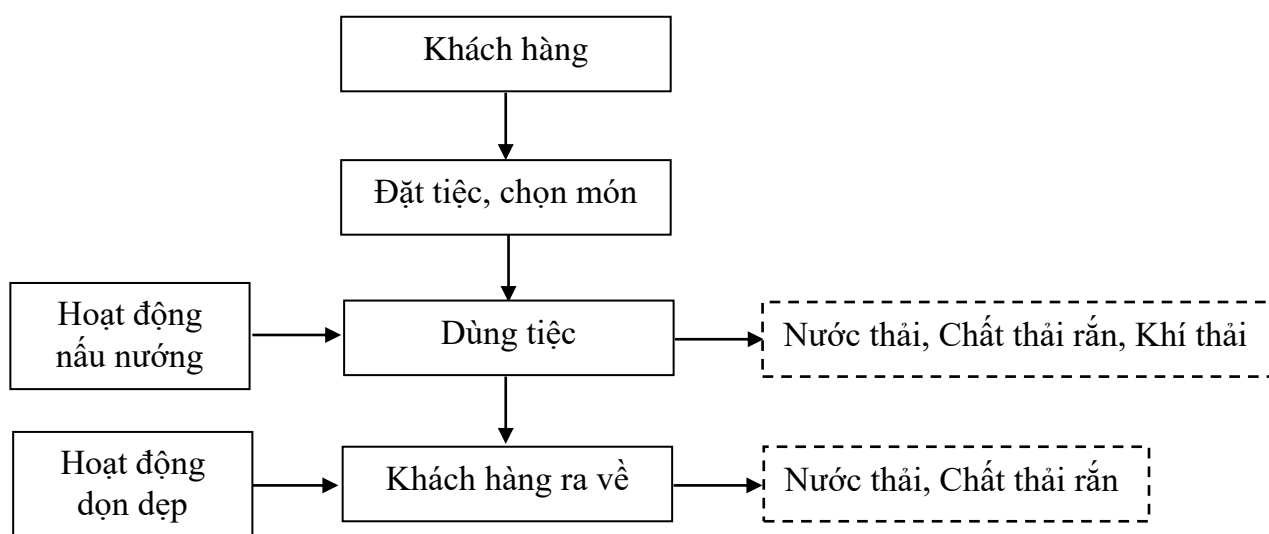 Khách hàng
Đặt tiệc, chọn món
Hoạt động
nấu nướng
Dùng tiệc
Nước thải, Chất thải rắn, Khí thải
Hoạt động
dọn dẹp
Khách hàng ra về
Nước thải, Chất thải rắn